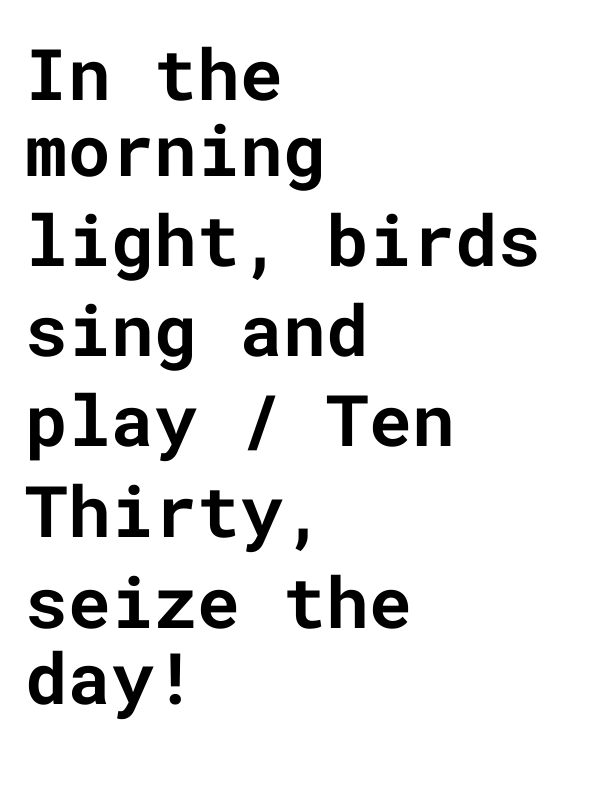 In the
morning
light, birds
sing and
play / Ten
Thirty,
seize the
day!